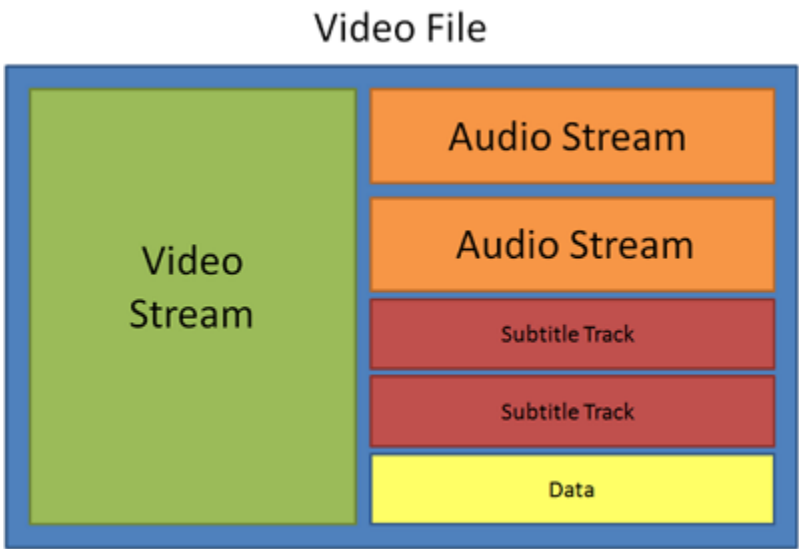 Video File
Video
Stream
Audio Stream
Audio Stream
Subtitle Track
Subtitle Track
Data